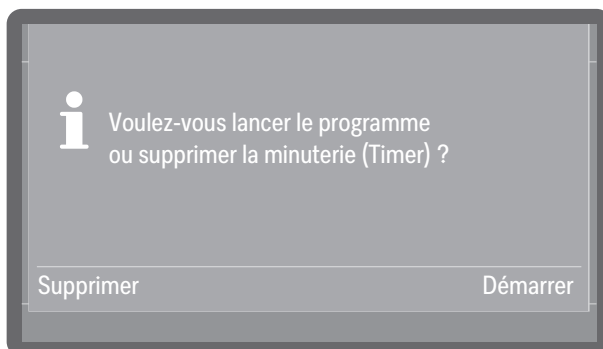 Voulez-vous lancer le programme
ou supprimer la minuterie (Timer) ?
Supprimer
Démarrer